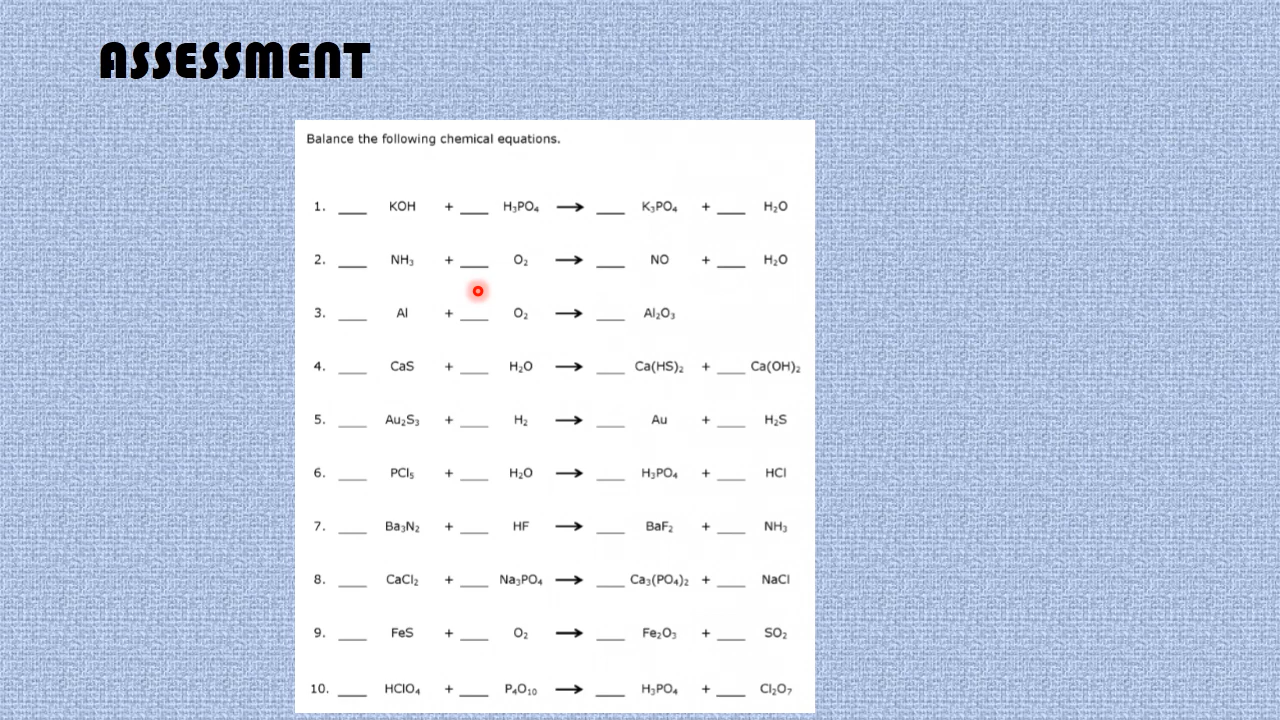 ASSESSMENT
Balance the following chemical equations.
1. ___ KOH + ___ H₃PO₄ → ___ K₃PO₄ + ___ H₂O
2. ___ NH₃ + ___ O₂ → ___ NO + ___ H₂O
3. ___ Al + ___ O₂ → ___ Al₂O₃
4. ___ CaS + ___ H₂O → ___ Ca(HS)₂ + ___ Ca(OH)₂
5. ___ Au₂S₃ + ___ H₂ → ___ Au + ___ H₂S
6. ___ PCl₅ + ___ H₂O → ___ H₃PO₄ + ___ HCl
7. ___ Ba₃N₂ + ___ HF → ___ BaF₂ + ___ NH₃
8. ___ CaCl₂ + ___ Na₃PO₄ → ___ Ca₃(PO₄)₂ + ___ NaCl
9. ___ FeS + ___ O₂ → ___ Fe₂O₃ + ___ SO₂
10. ___ HClO₄ + ___ P₄O₁₀ → ___ H₃PO₄ + ___ Cl₂O₇